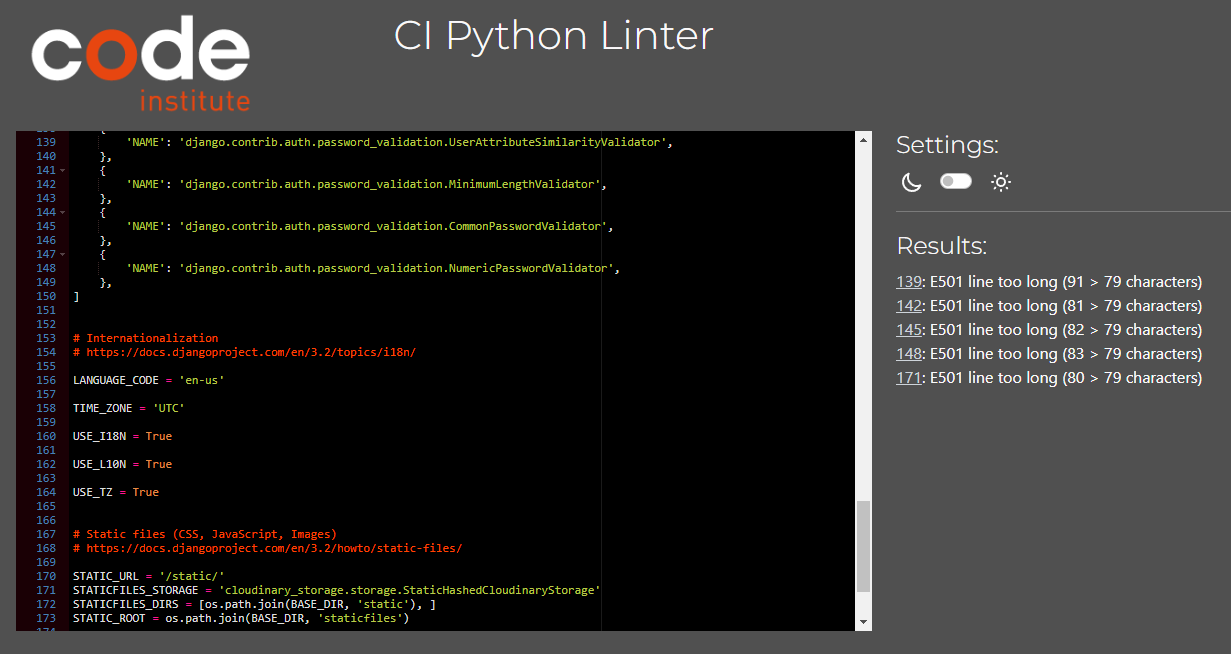 code
institute
CI Python Linter
139 'NAME': 'django.contrib.auth.password_validation.UserAttributeSimilarityValidator',
140 },
141 {
142 'NAME': 'django.contrib.auth.password_validation.MinimumLengthValidator',
143 },
144 {
145 'NAME': 'django.contrib.auth.password_validation.CommonPasswordValidator',
146 },
147 {
148 'NAME': 'django.contrib.auth.password_validation.NumericPasswordValidator',
149 },
150 ]
151
152
153 # Internationalization
154 # https://docs.djangoproject.com/en/3.2/topics/i18n/
155
156 LANGUAGE_CODE = 'en-us'
157
158 TIME_ZONE = 'UTC'
159
160 USE_I18N = True
161
162 USE_L10N = True
163
164 USE_TZ = True
165
166
167 # Static files (CSS, JavaScript, Images)
168 # https://docs.djangoproject.com/en/3.2/howto/static-files/
169
170 STATIC_URL = '/static/'
171 STATICFILES_STORAGE = 'cloudinary_storage.storage.StaticHashedCloudinaryStorage'
172 STATICFILES_DIRS = [os.path.join(BASE_DIR, 'static'), ]
173 STATIC_ROOT = os.path.join(BASE_DIR, 'staticfiles')
Settings:
Results:
139: E501 line too long (91 > 79 characters)
142: E501 line too long (81 > 79 characters)
145: E501 line too long (82 > 79 characters)
148: E501 line too long (83 > 79 characters)
171: E501 line too long (80 > 79 characters)